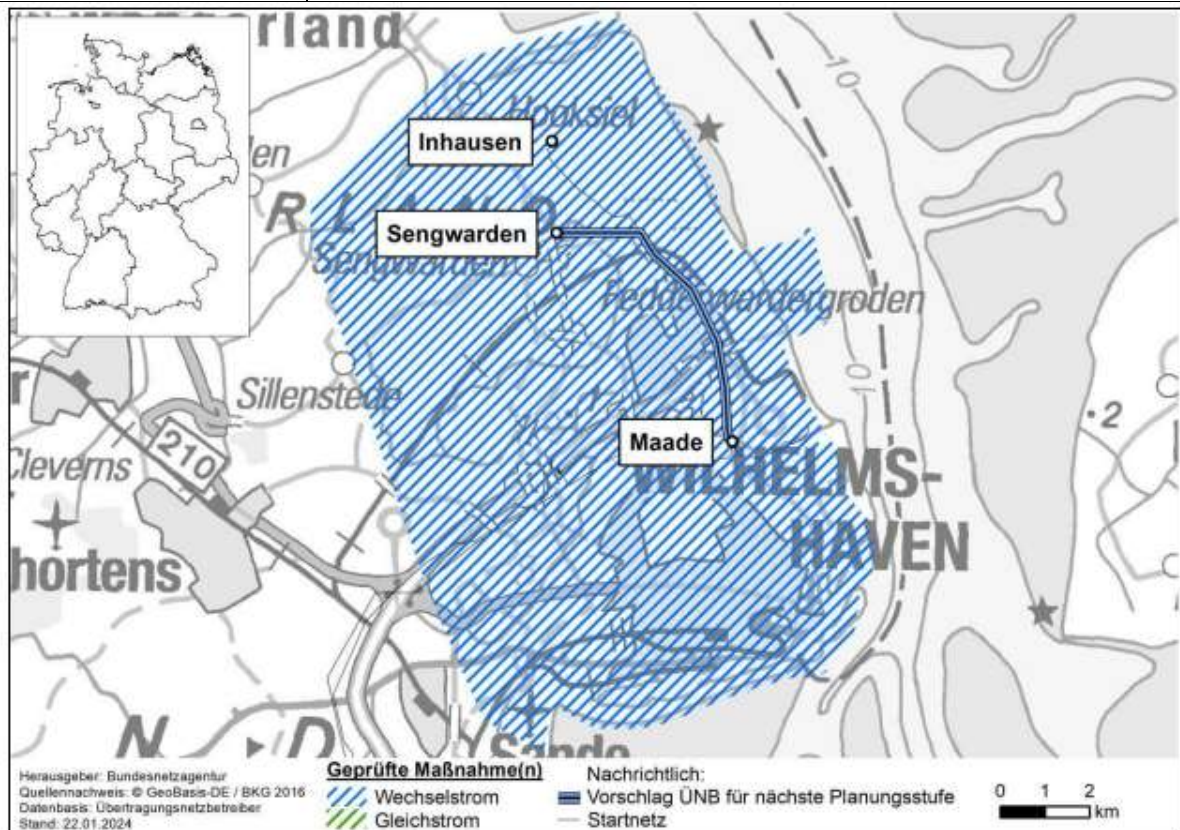 rland
Hooksiel
Inhausen
den
R L A N D
Sengwarden
Sengwarden
Fedderwardergroden
10
10
Sillenstede
210
Maade
2
Cleverns
WILHELMS-
HAVEN
hortens
N D
Sande
Herausgeber: Bundesnetzagentur
Quellennachweis: © GeoBasis-DE / BKG 2016
Datenbasis: Übertragungsnetzbetreiber
Stand: 22.01.2024
Geprüfte Maßnahme(n)
Wechselstrom
Gleichstrom
Nachrichtlich:
Vorschlag ÜNB für nächste Planungsstufe
Startnetz
0 1 2
km